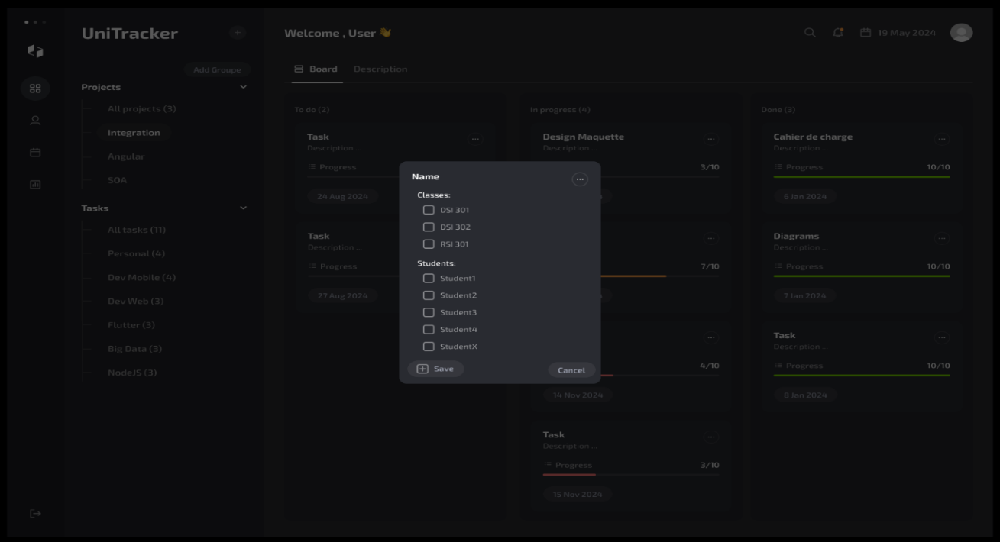 UniTracker
+
Add Groupe
Projects
All projects (3)
Integration
Angular
SOA
Tasks
All tasks (11)
Personal (4)
Dev Mobile (4)
Dev Web (3)
Flutter (3)
Big Data (3)
NodeJS (3)
Welcome , User 👋
19 May 2024
Board Description
To do (2)
Task
Description ...
Progress
24 Aug 2024
Task
Description ...
Progress
27 Aug 2024
In progress (4)
Design Maquette
Description ...
3/10
7/10
4/10
14 Nov 2024
Task
Description ...
Progress 3/10
15 Nov 2024
Done (3)
Cahier de charge
Description ...
Progress 10/10
6 Jan 2024
Diagrams
Description ...
Progress 10/10
7 Jan 2024
Task
Description ...
Progress 10/10
8 Jan 2024
Name
Classes:
DSI 301
DSI 302
RSI 301
Students:
Student1
Student2
Student3
Student4
StudentX
Save Cancel